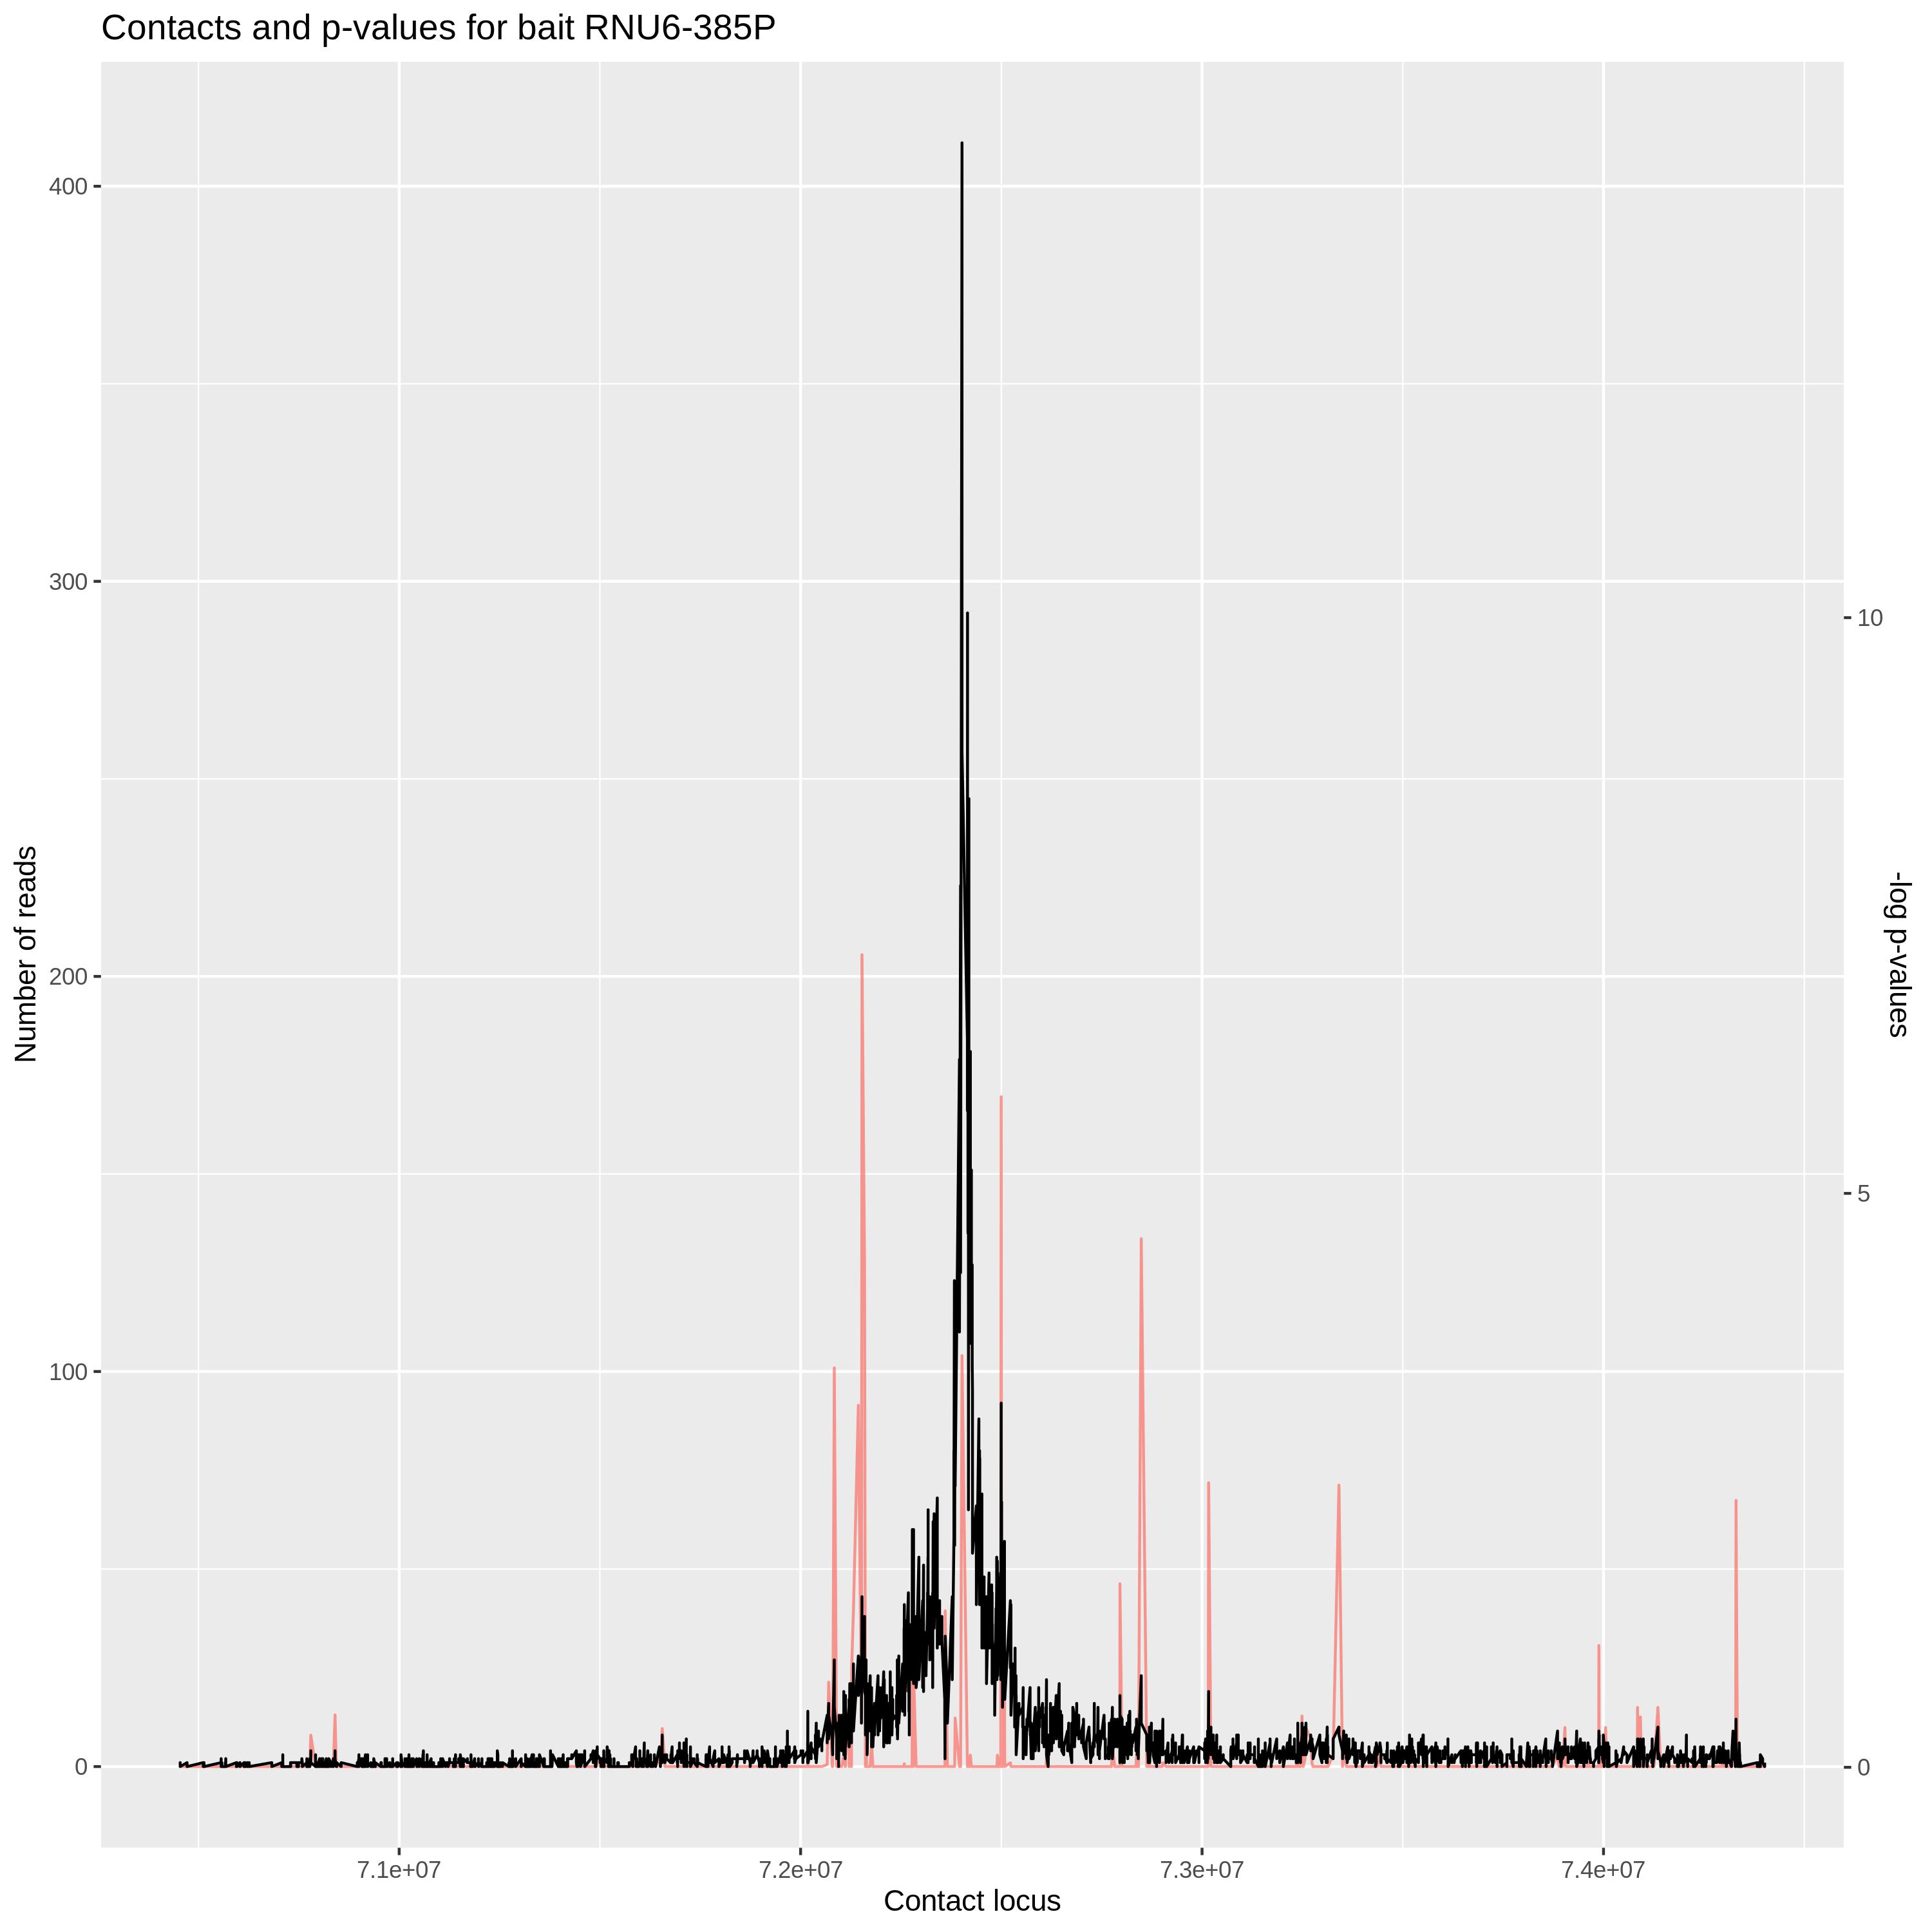 Contacts and p-values for bait RNU6-385P
400
300
200
100
0
Number of reads
10
5
0
-log p-values
7.1e+07
7.2e+07
7.3e+07
7.4e+07
Contact locus